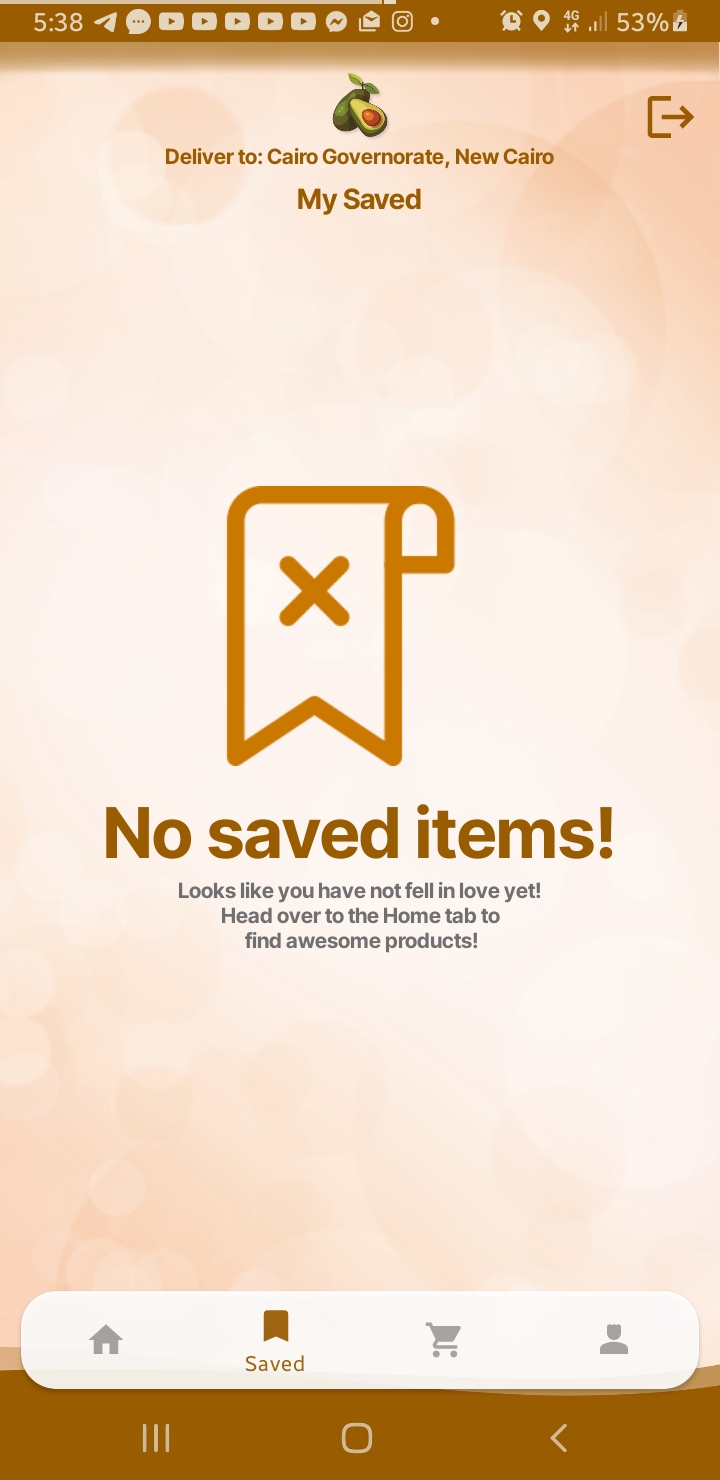 5:38
4G
53%
Deliver to: Cairo Governorate, New Cairo
My Saved
No saved items!
Looks like you have not fell in love yet!
Head over to the Home tab to
find awesome products!
Saved